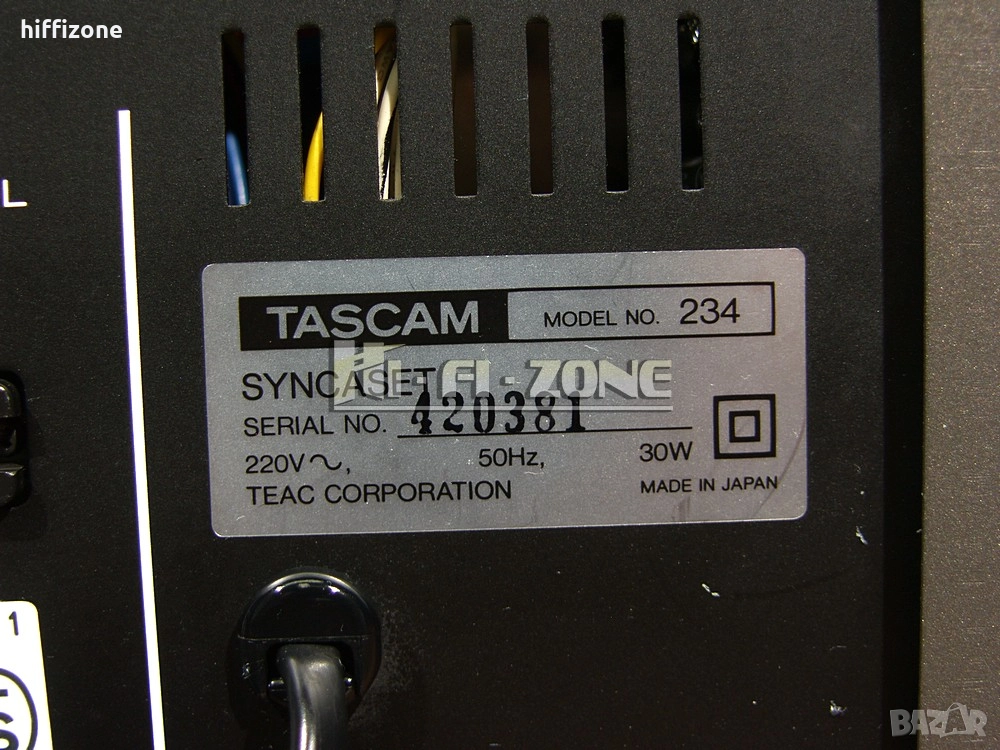 hiffizone
L
TASCAM MODEL NO. 234
HI-FI-ZONE
SYNCASET
SERIAL NO. 420381
220V~, 50Hz, 30W
TEAC CORPORATION MADE IN JAPAN
1
S
BAZAR